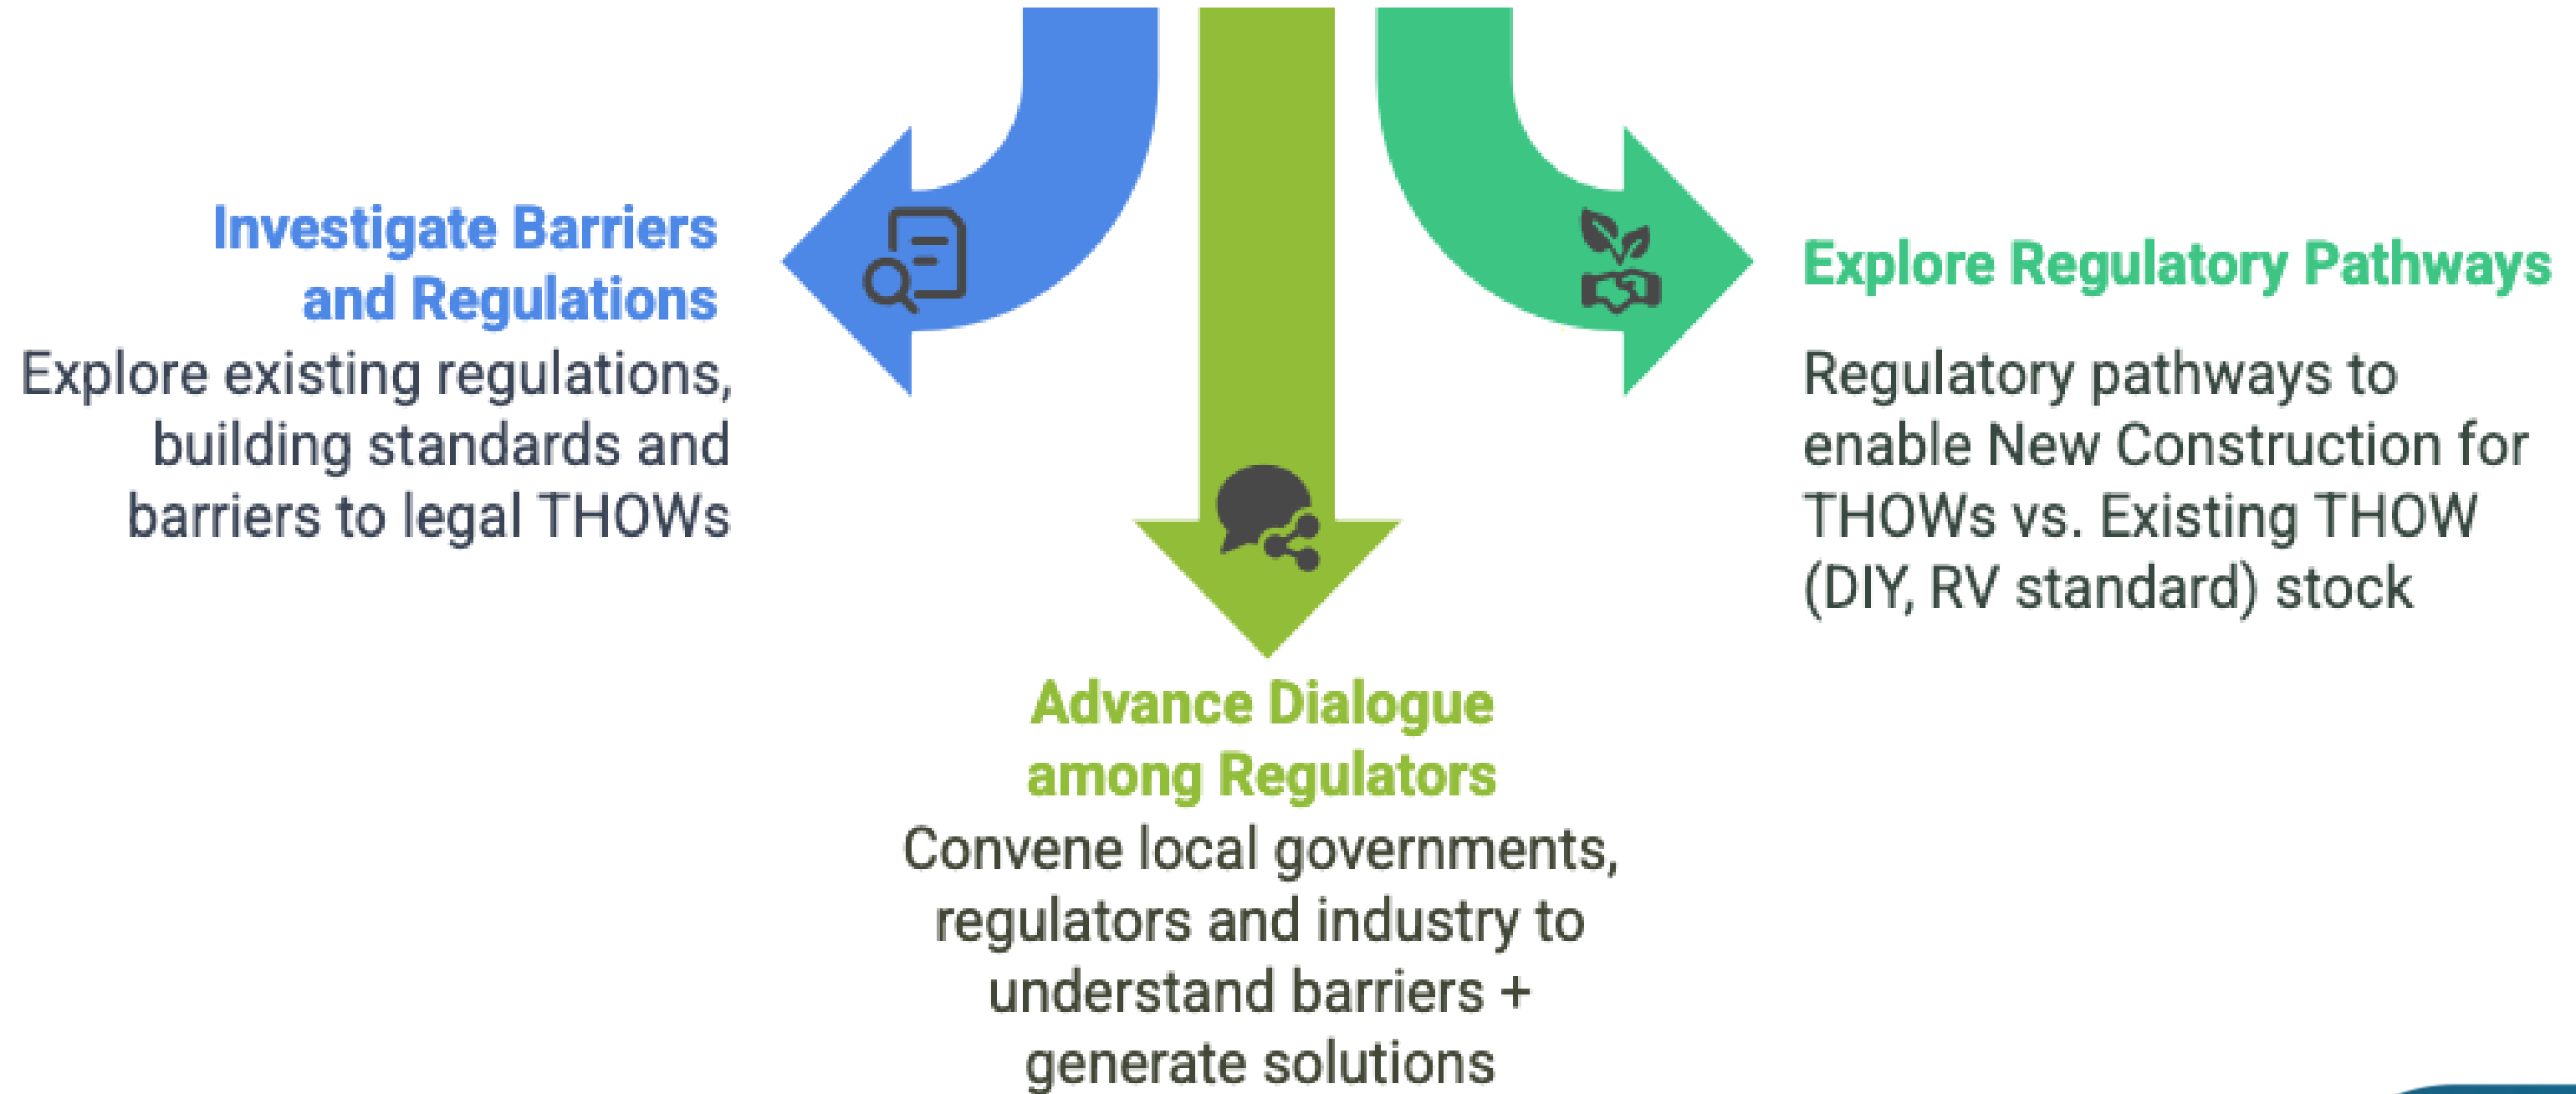 Investigate Barriers
and Regulations
Explore existing regulations,
building standards and
barriers to legal THOWs
Advance Dialogue
among Regulators
Convene local governments,
regulators and industry to
understand barriers +
generate solutions
Explore Regulatory Pathways
Regulatory pathways to
enable New Construction for
THOWs vs. Existing THOW
(DIY, RV standard) stock